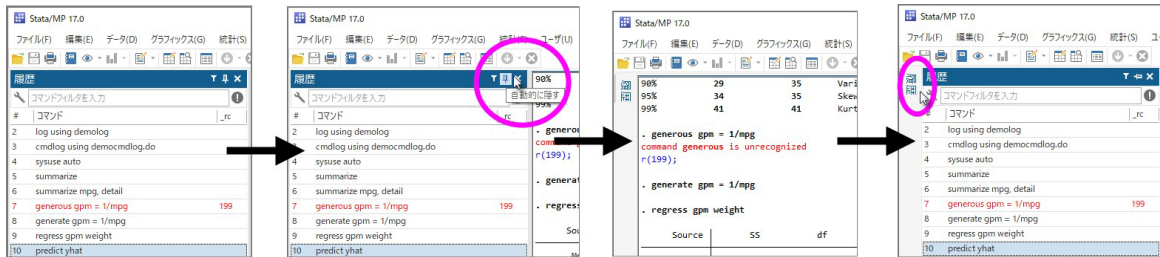 Stata/MP 17.0
ファイル(F) 編集(E) データ(D) グラフィックス(G) 統計(S)
履歴
コマンドフィルタを入力
# コマンド _rc
2 log using demolog
3 cmdlog using democmdlog.do
4 sysuse auto
5 summarize
6 summarize mpg, detail
7 generous gpm = 1/mpg 199
8 generate gpm = 1/mpg
9 regress gpm weight
10 predict yhat
Stata/MP 17.0
ファイル(F) 編集(E) データ(D) グラフィックス(G) 統計(S) ユーザ(U)
履歴
90%
自動的に隠す
コマンドフィルタを入力
99%
# コマンド _rc
2 log using demolog
. generou
3 cmdlog using democmdlog.do
command g
4 sysuse auto
r(199);
5 summarize
6 summarize mpg, detail
. generat
7 generous gpm = 1/mpg 199
. regress
8 generate gpm = 1/mpg
9 regress gpm weight
Sou
10 predict yhat
Stata/MP 17.0
ファイル(F) 編集(E) データ(D) グラフィックス(G) 統計(S)
履歴
90% 29 35 Vari
95% 34 35 Skew
99% 41 41 Kurt
. generous gpm = 1/mpg
command generous is unrecognized
r(199);
. generate gpm = 1/mpg
. regress gpm weight
Source SS df
Stata/MP 17.0
ファイル(F) 編集(E) データ(D) グラフィックス(G) 統計(S) ユ
履歴
履歴
コマンドフィルタを入力
# コマンド _rc
2 log using demolog
3 cmdlog using democmdlog.do
4 sysuse auto
5 summarize
6 summarize mpg, detail
7 generous gpm = 1/mpg 199
8 generate gpm = 1/mpg
9 regress gpm weight
10 predict yhat